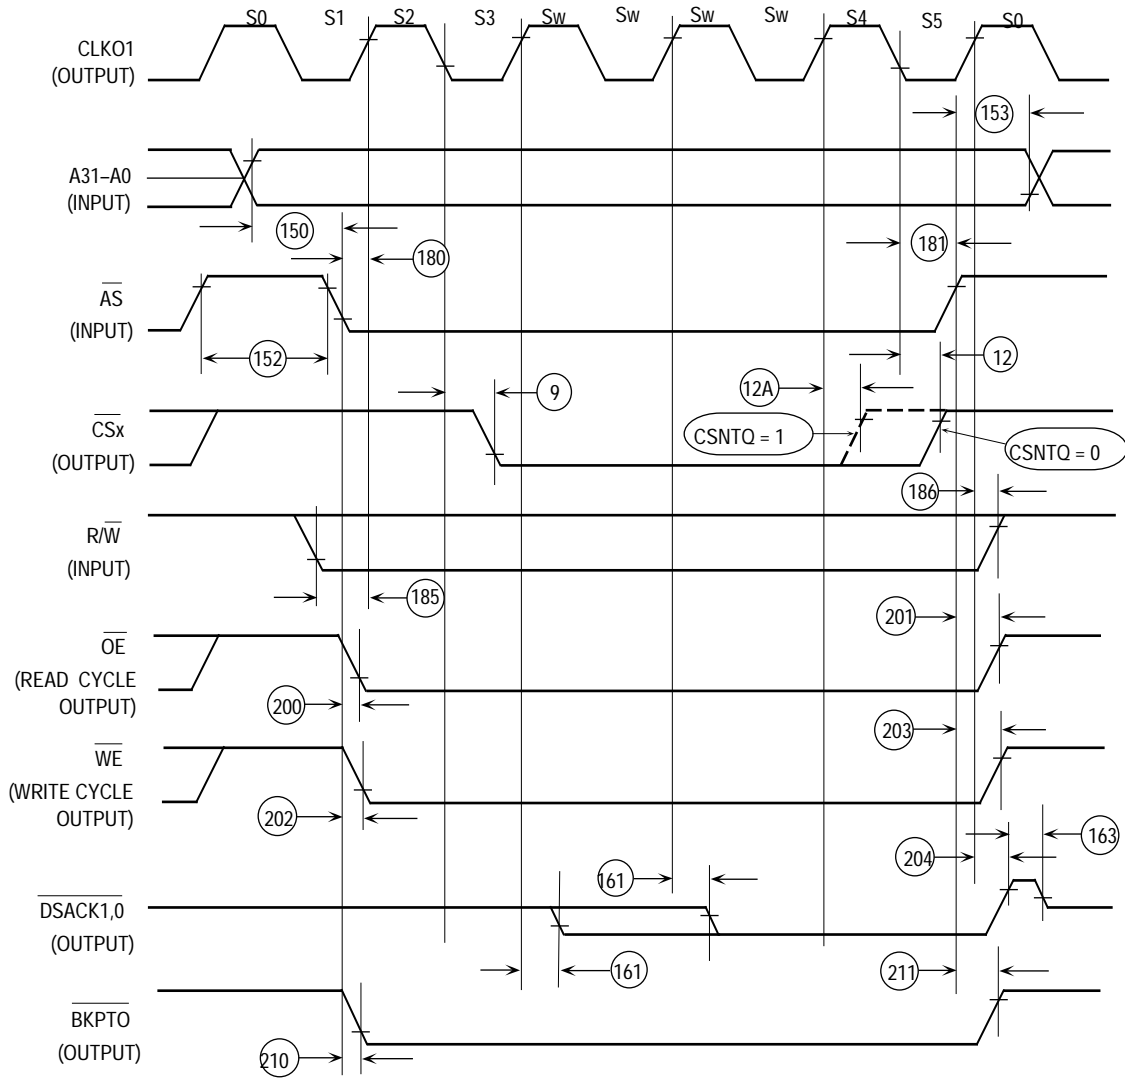 S0 S1 S2 S3 Sw Sw Sw Sw S4 S5 S0
CLKO1
(OUTPUT)
153
A31–A0
(INPUT)
150
180
181
AS
(INPUT)
152
9
12A
12
CSx
(OUTPUT)
CSNTQ = 1
CSNTQ = 0
186
R/W
(INPUT)
185
201
OE
(READ CYCLE
OUTPUT)
200
203
WE
(WRITE CYCLE
OUTPUT)
202
163
204
161
DSACK1,0
(OUTPUT)
161
211
BKPTO
(OUTPUT)
210